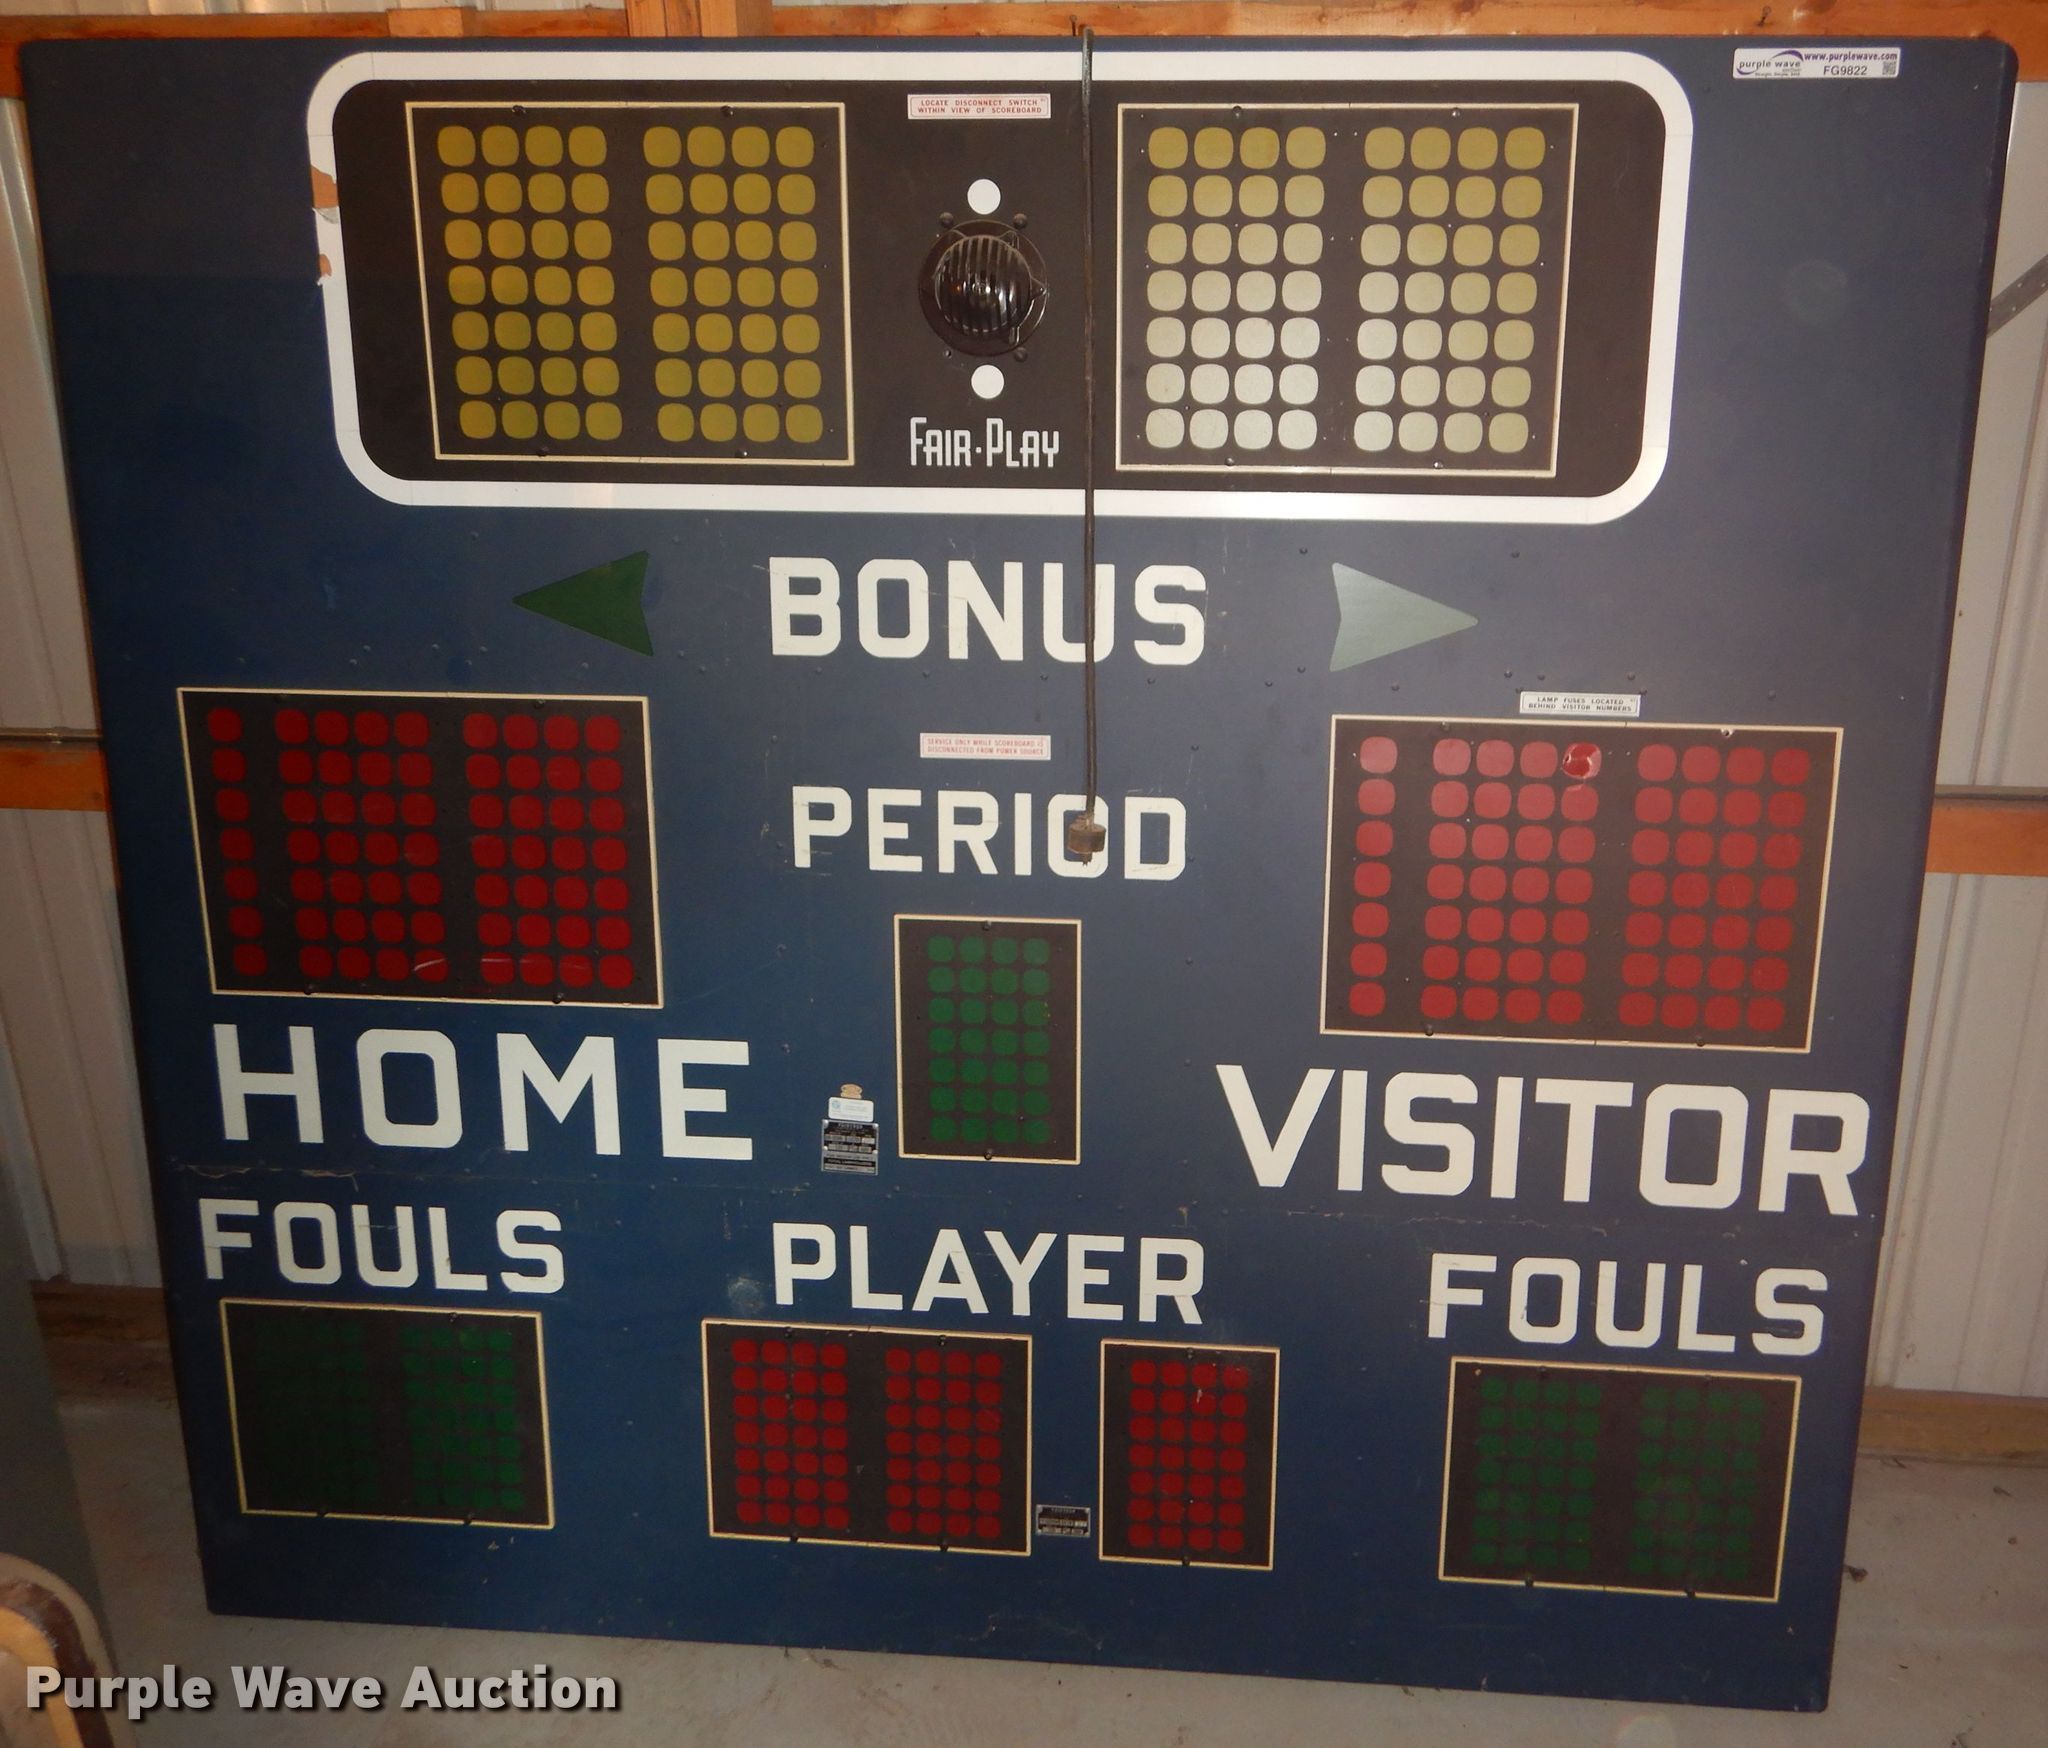 www.purplewave.com
purple wave
FG9822
LOCATE DISCONNECT SWITCH
WITHIN VIEW OF SCOREBOARD
FAIR·PLAY
BONUS
LAMP FUSES LOCATED
BEHIND VISITOR NUMBERS
SERVICE ONLY WHILE SCOREBOARD IS
DISCONNECTED FROM POWER SOURCE
PERIOD
HOME
VISITOR
FOULS
PLAYER
FOULS
Purple Wave Auction